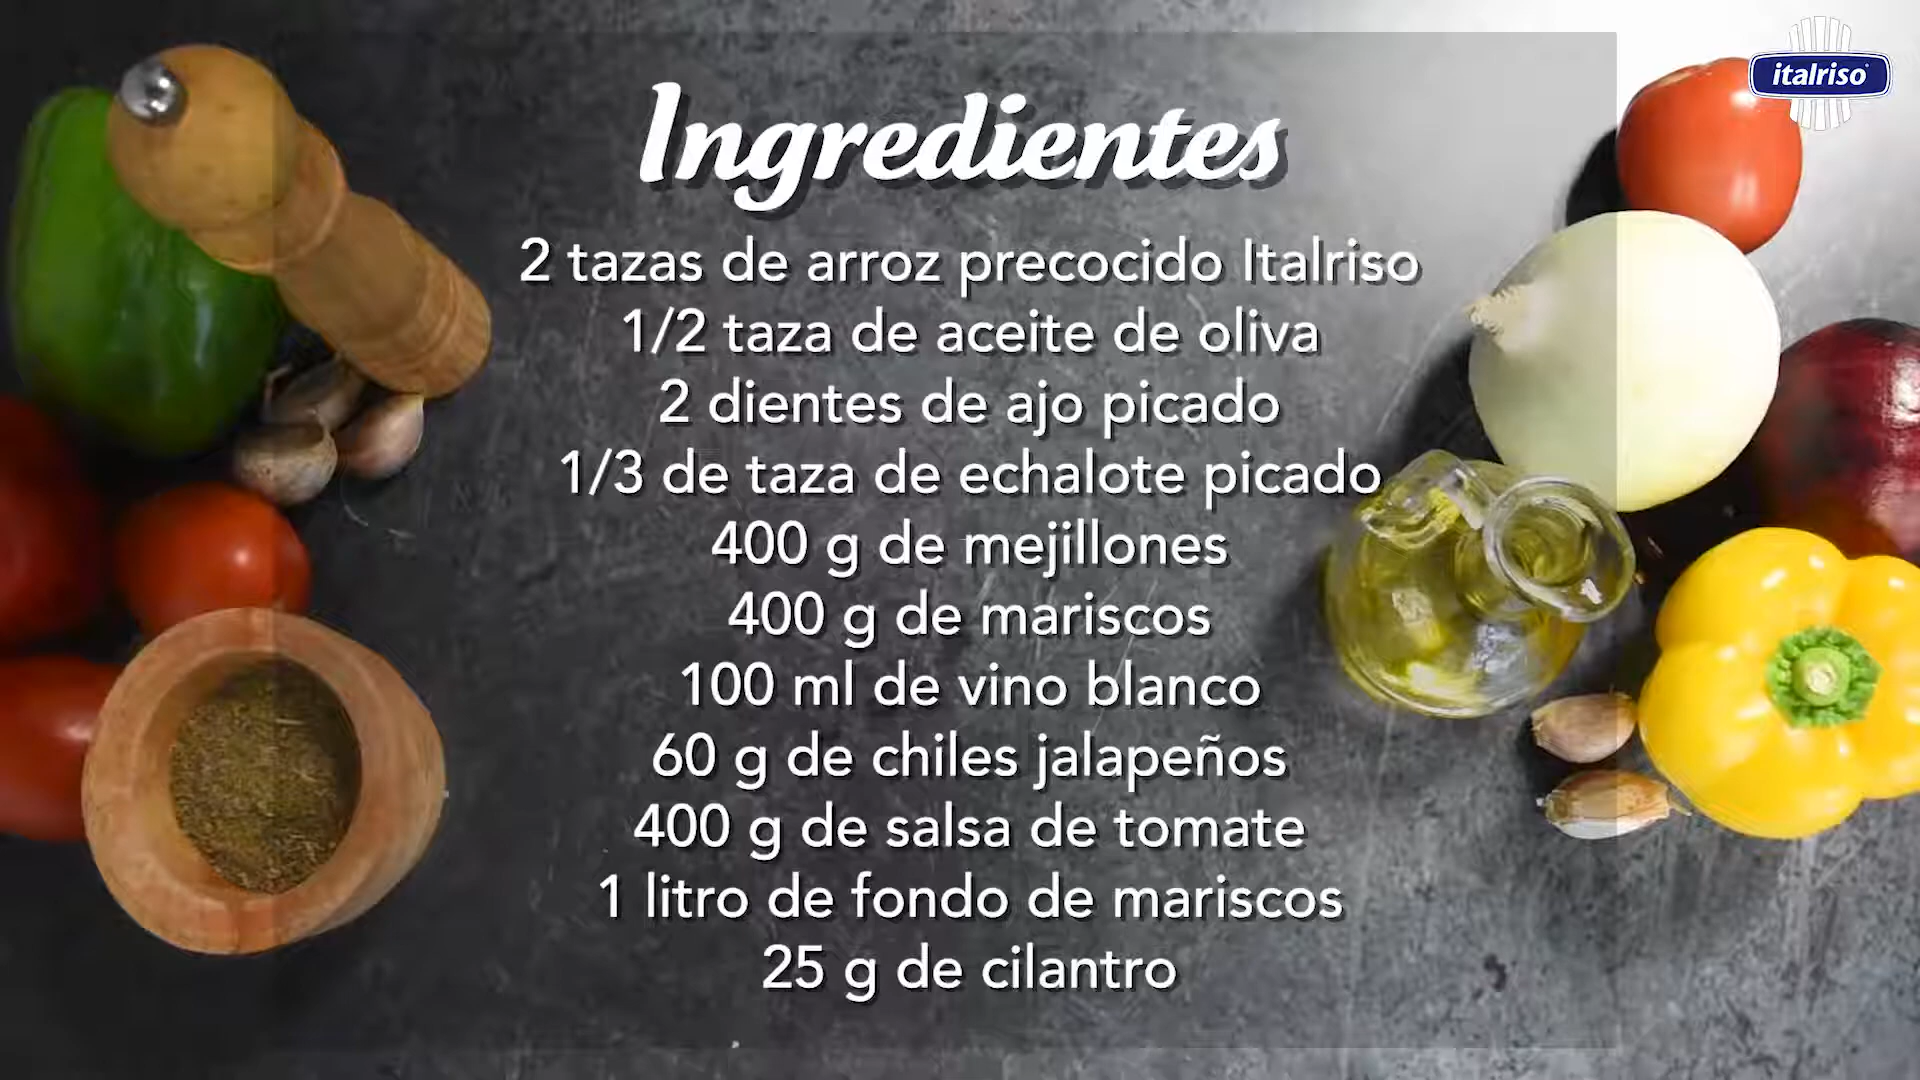 italriso
Ingredientes
2 tazas de arroz precocido Italriso
1/2 taza de aceite de oliva
2 dientes de ajo picado
1/3 de taza de echalote picado
400 g de mejillones
400 g de mariscos
100 ml de vino blanco
60 g de chiles jalapeños
400 g de salsa de tomate
1 litro de fondo de mariscos
25 g de cilantro